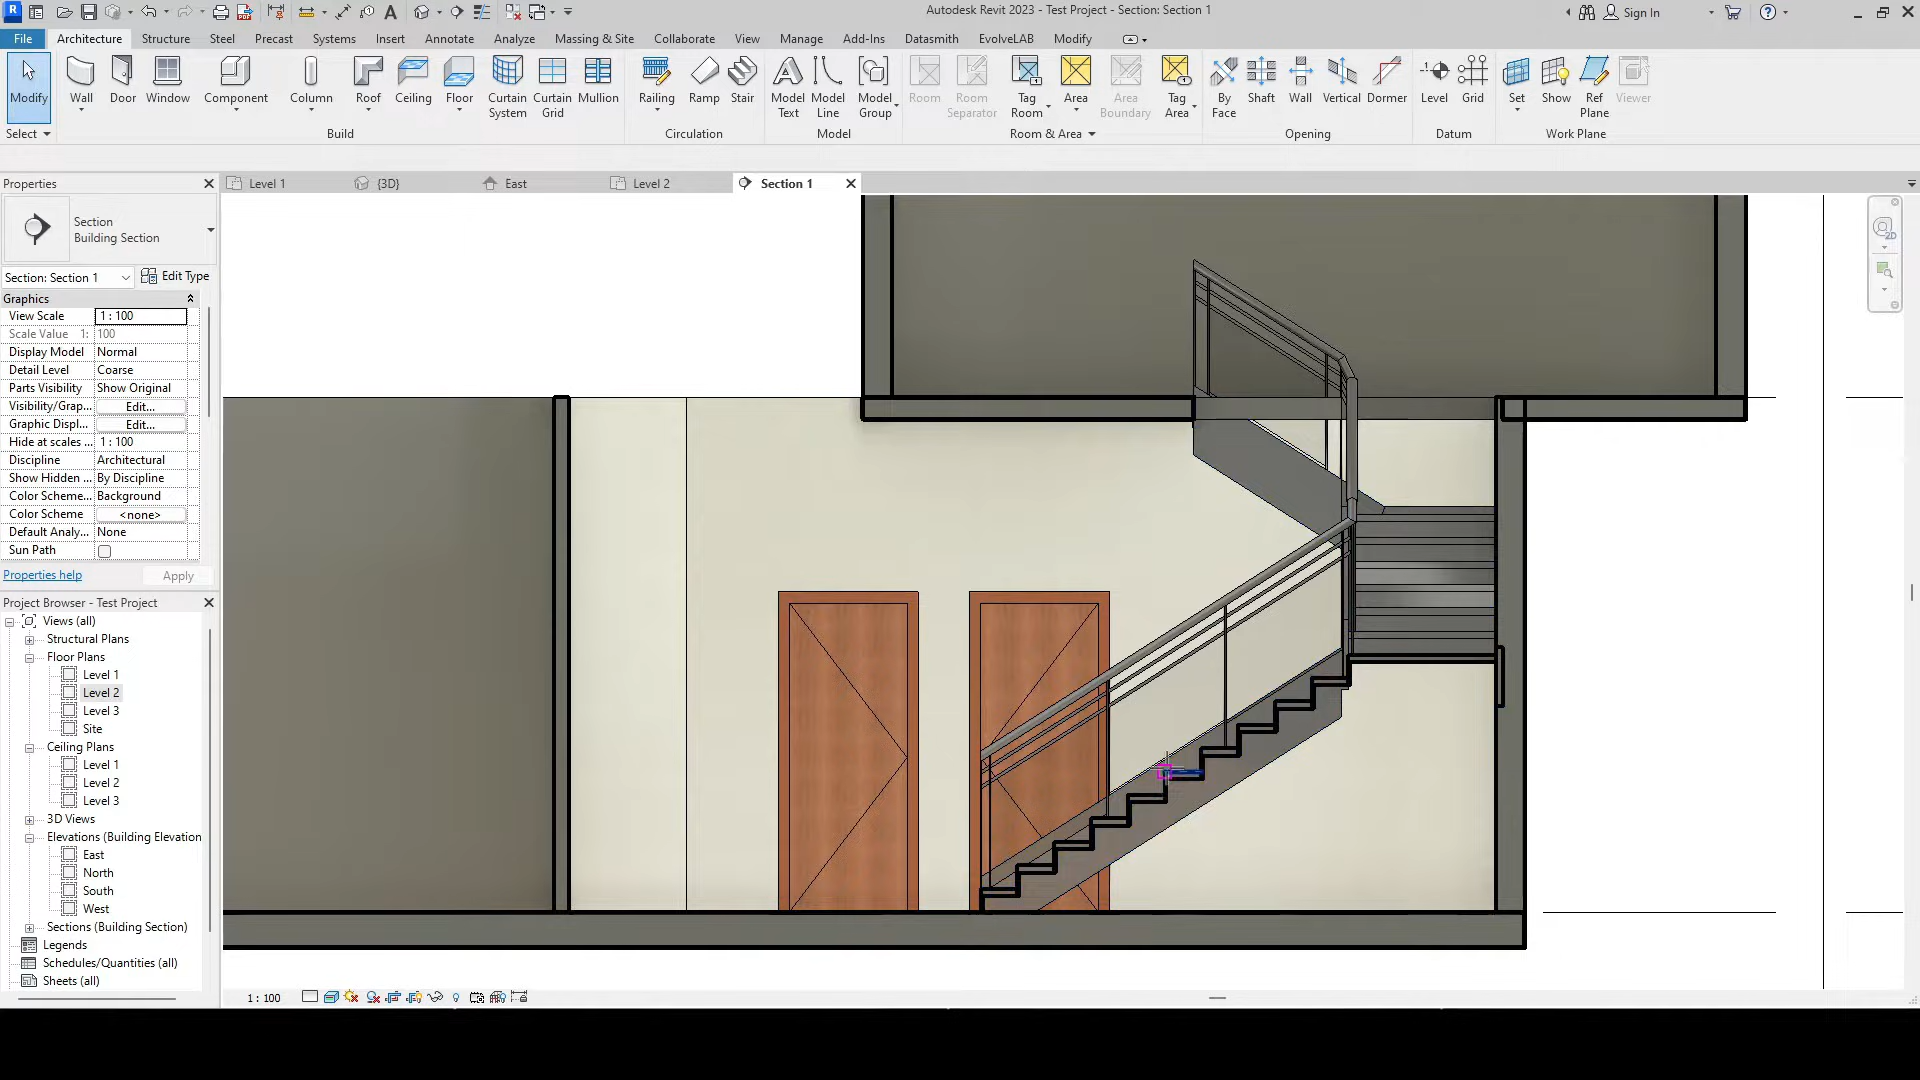 Autodesk Revit 2023 - Test Project - Section: Section 1
Sign In
File Architecture Structure Steel Precast Systems Insert Annotate Analyze Massing & Site Collaborate View Manage Add-Ins Datasmith EvolveLAB Modify
Modify
Wall
Door
Window
Component
Column
Roof
Ceiling
Floor
Curtain System
Curtain Grid
Mullion
Railing
Ramp
Stair
Model Text
Model Line
Model Group
Room
Room Separator
Tag Room
Area
Area Boundary
Tag Area
By Face
Shaft
Wall
Vertical
Dormer
Level
Grid
Set
Show
Ref Plane
Viewer
Select
Build
Circulation
Model
Room & Area
Opening
Datum
Work Plane
Properties
Level 1
{3D}
East
Level 2
Section 1
Section
Building Section
Section: Section 1
Edit Type
Graphics
View Scale 1 : 100
Scale Value 1: 100
Display Model Normal
Detail Level Coarse
Parts Visibility Show Original
Visibility/Grap... Edit...
Graphic Displ... Edit...
Hide at scales ... 1 : 100
Discipline Architectural
Show Hidden ... By Discipline
Color Scheme... Background
Color Scheme <none>
Default Analy... None
Sun Path
Properties help
Apply
Project Browser - Test Project
Views (all)
Structural Plans
Floor Plans
Level 1
Level 2
Level 3
Site
Ceiling Plans
Level 1
Level 2
Level 3
3D Views
Elevations (Building Elevation
East
North
South
West
Sections (Building Section)
Legends
Schedules/Quantities (all)
Sheets (all)
1 : 100
2D